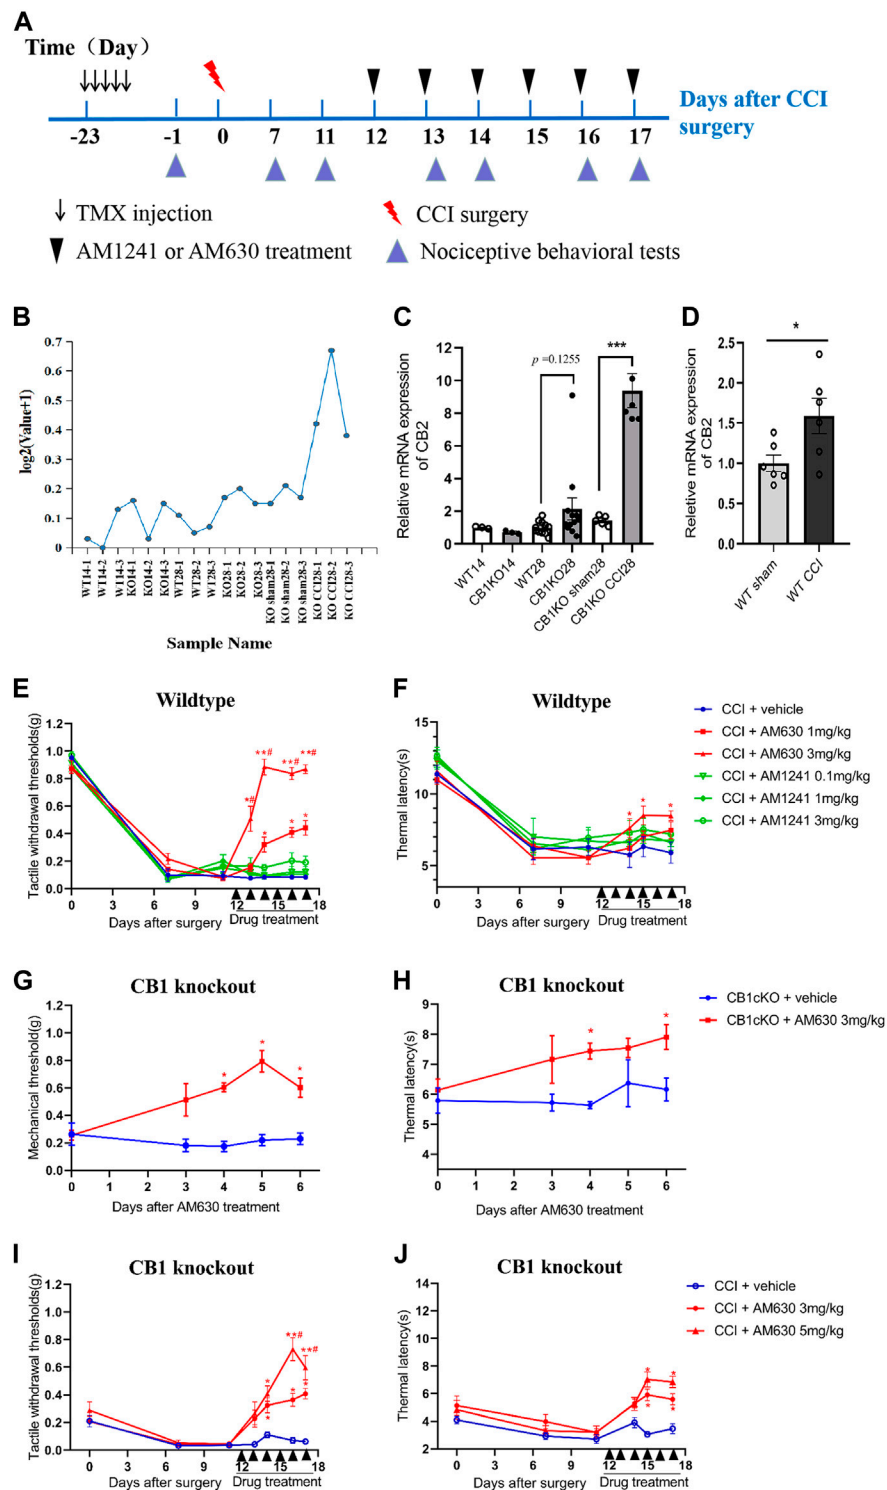 A
Time（Day）
Days after CCI
surgery
-23 -1 0 7 11 12 13 14 15 16 17
TMX injection
CCI surgery
AM1241 or AM630 treatment
Nociceptive behavioral tests
B
log2(Value+1)
0.7
0.6
0.5
0.4
0.3
0.2
0.1
0
WT14-1
WT14-2
WT14-3
KO14-1
KO14-2
KO14-3
WT28-1
WT28-2
WT28-3
KO28-1
KO28-2
KO28-3
KO sham28-1
KO sham28-2
KO sham28-3
KO CCI28-1
KO CCI28-2
KO CCI28-3
Sample Name
C
Relative mRNA expression
of CB2
12
10
8
6
4
2
0
p =0.1255
***
WT14
CB1KO14
WT28
CB1KO28
CB1KO sham28
CB1KO CCI28
D
Reletive mRNA expression
of CB2
2.5
2.0
1.5
1.0
0.5
0.0
*
WT sham
WT CCI
E
Wildtype
Tactile withdrawal thresholds(g)
1.2
1.0
0.8
0.6
0.4
0.2
0.0
**#
**#
**#
*#
*
*
*
0 3 6 9 12 15 18
Days after surgery
Drug treatment
F
Wildtype
Thermal latency(s)
15
10
5
*
*
*
0 3 6 9 12 15 18
Days after surgery
Drug treatment
CCI + vehicle
CCI + AM630 1mg/kg
CCI + AM630 3mg/kg
CCI + AM1241 0.1mg/kg
CCI + AM1241 1mg/kg
CCI + AM1241 3mg/kg
G
CB1 knockout
Mechanical threshold(g)
1.2
1.0
0.8
0.6
0.4
0.2
0.0
*
*
*
0 1 2 3 4 5 6
Days after AM630 treatment
H
CB1 knockout
Thermal latency(s)
9
8
7
6
5
4
*
*
0 1 2 3 4 5 6
Days after AM630 treatment
CB1cKO + vehicle
CB1cKO + AM630 3mg/kg
I
CB1 knockout
Tactile withdrawal thresholds(g)
1.2
1.0
0.8
0.6
0.4
0.2
0.0
**#
**#
*
*
*
*
0 3 6 9 12 15 18
Days after surgery
Drug treatment
J
CB1 knockout
Thermal latency(s)
14
12
10
8
6
4
2
*
*
*
*
0 3 6 9 12 15 18
Days after surgery
Drug treatment
CCI + vehicle
CCI + AM630 3mg/kg
CCI + AM630 5mg/kg